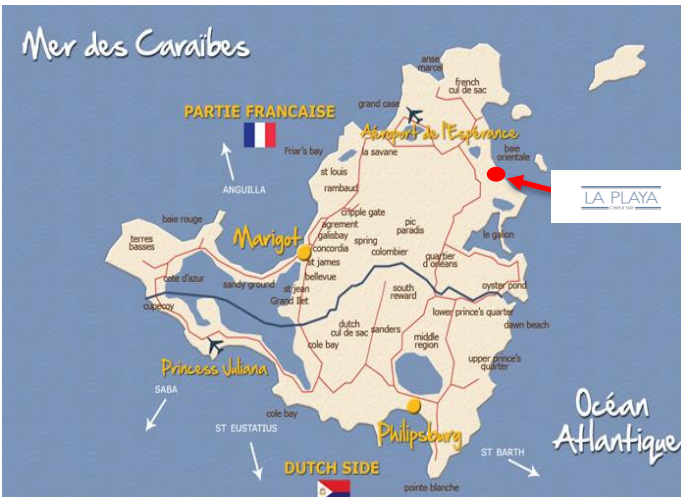 Mer des Caraïbes
PARTIE FRANCAISE
anse
marcel
french
cul de sac
grand case
Aéroport de l'Espérance
baie
orientale
Friar's bay
la savane
ANGUILLA
st louis
rambaud
LA PLAYA
ORIENT BAY
baie rouge
terres
basses
Marigot
cripple gate
agrement
galisbay
concordia
spring
pic
paradis
colombier
le galion
st james
bellevue
quartier
d'orleans
cote d'azur
sandy ground
st jean
Grand Ilet
south
reward
oyster pond
cupecoy
lower prince's quarter
dawn beach
dutch
cul de sac
sanders
middle
region
cole bay
upper prince's
quarter
Princess Juliana
SABA
cole bay
ST EUSTATIUS
Philipsburg
Océan
Atlantique
ST BARTH
DUTCH SIDE
pointe blanche